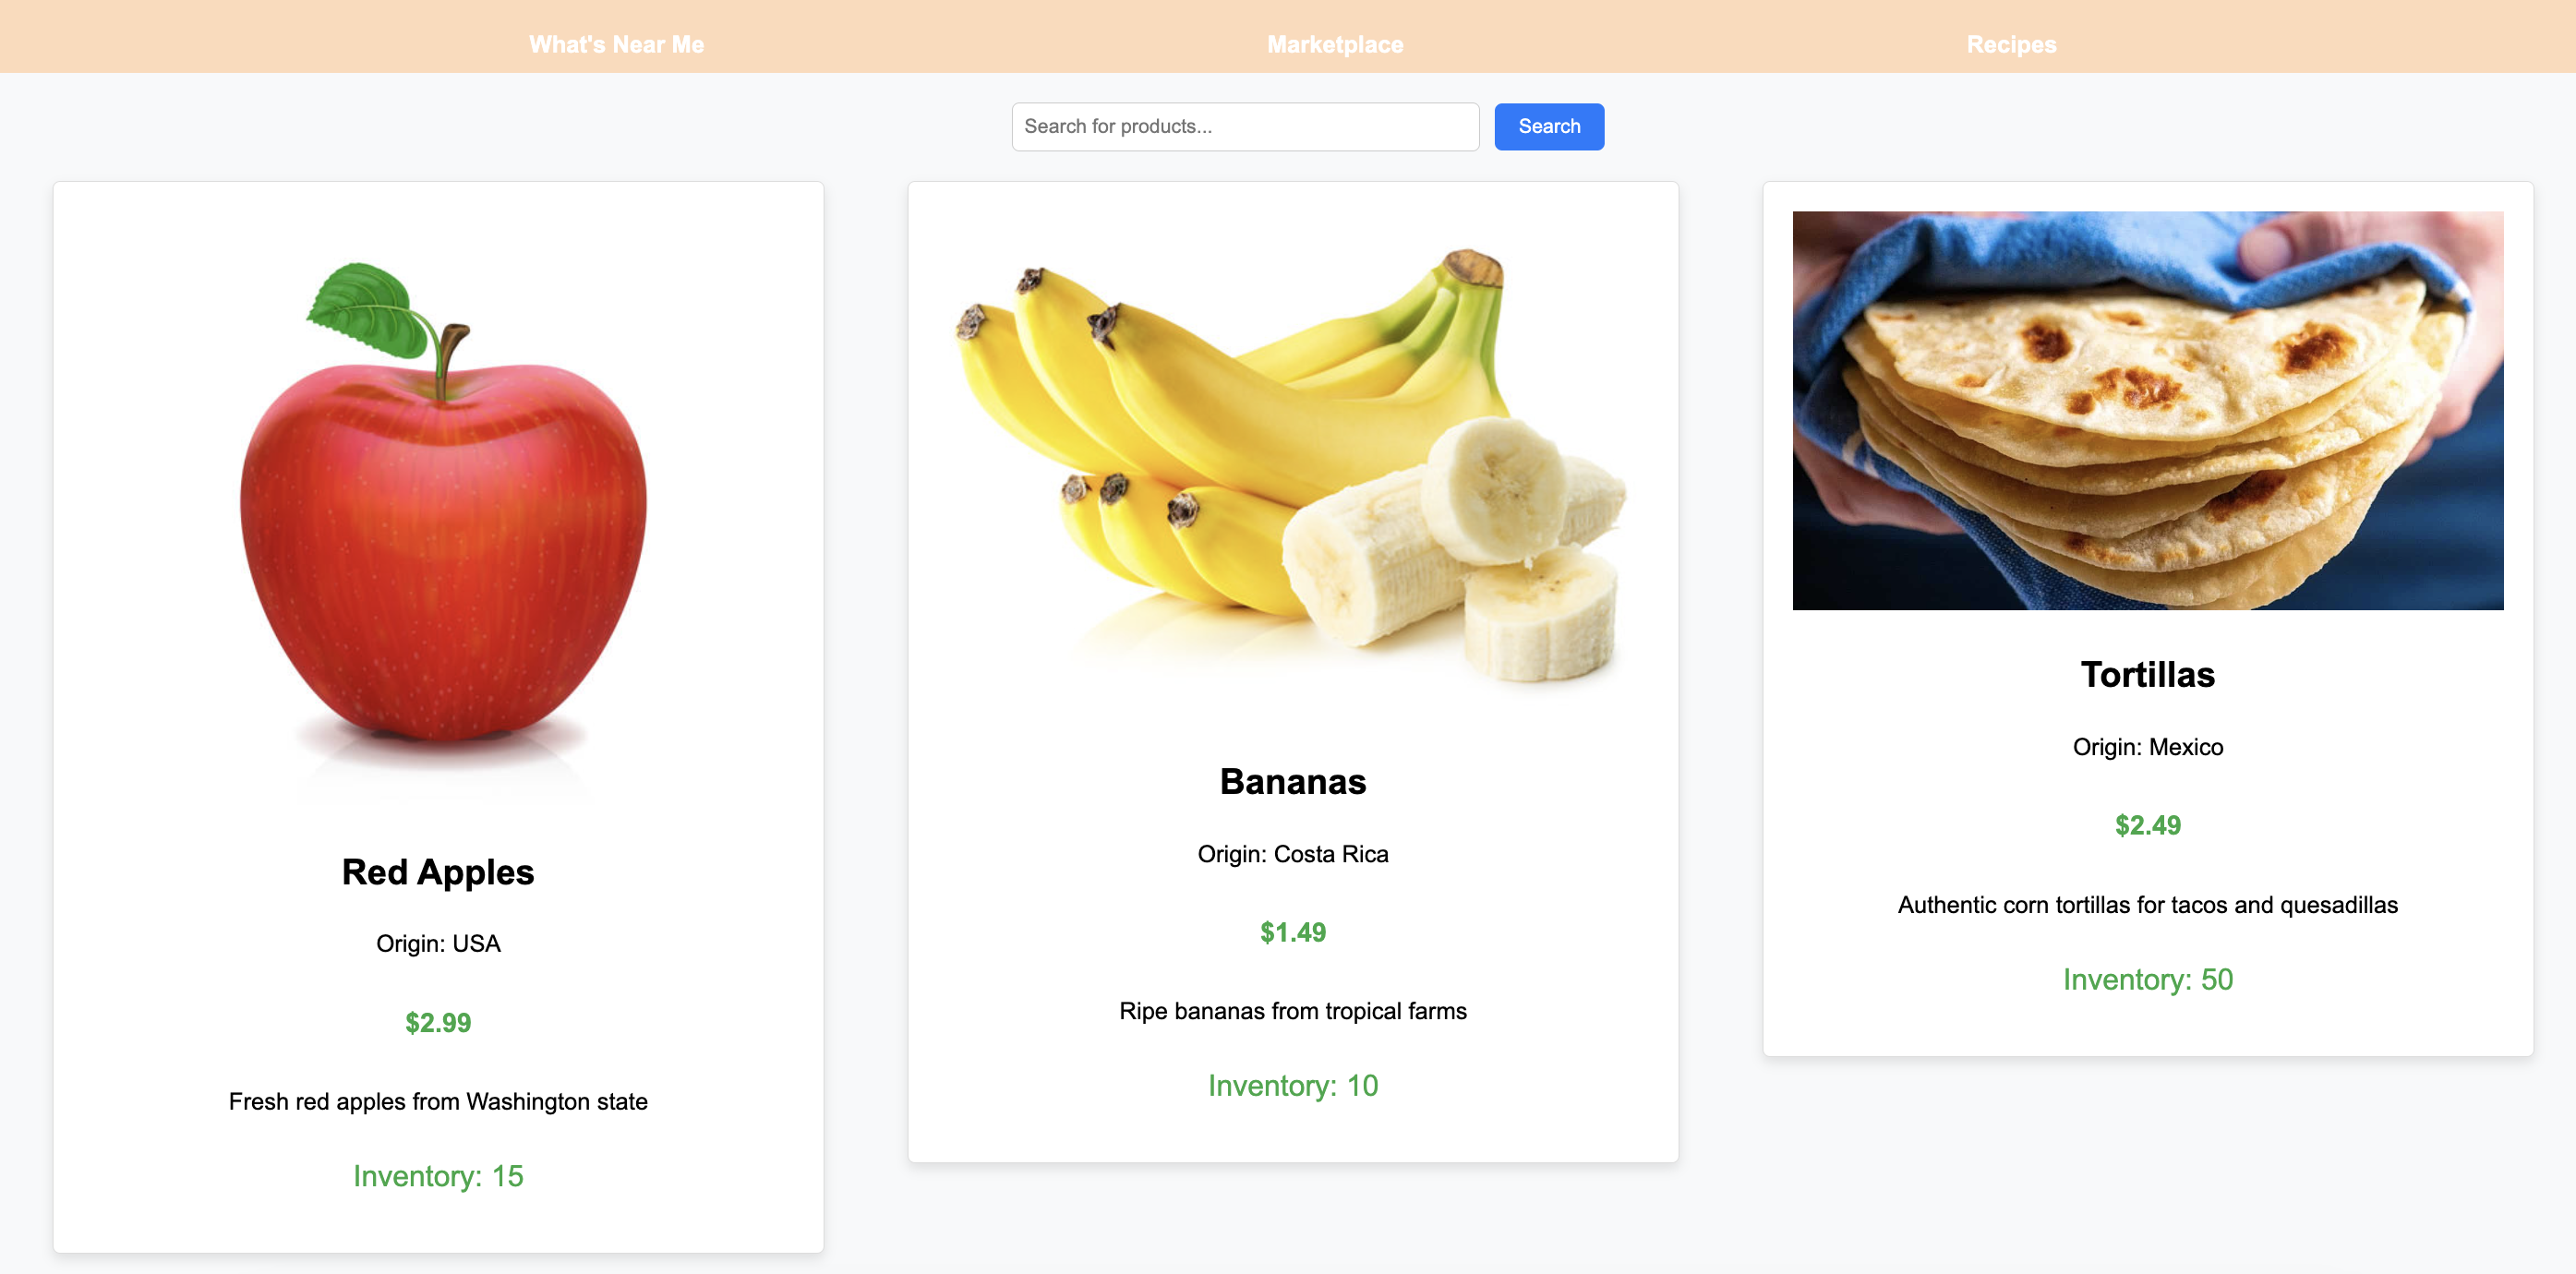 What's Near Me
Marketplace
Recipes
Search for products...
Search
Red Apples
Origin: USA
$2.99
Fresh red apples from Washington state
Inventory: 15
Bananas
Origin: Costa Rica
$1.49
Ripe bananas from tropical farms
Inventory: 10
Tortillas
Origin: Mexico
$2.49
Authentic corn tortillas for tacos and quesadillas
Inventory: 50